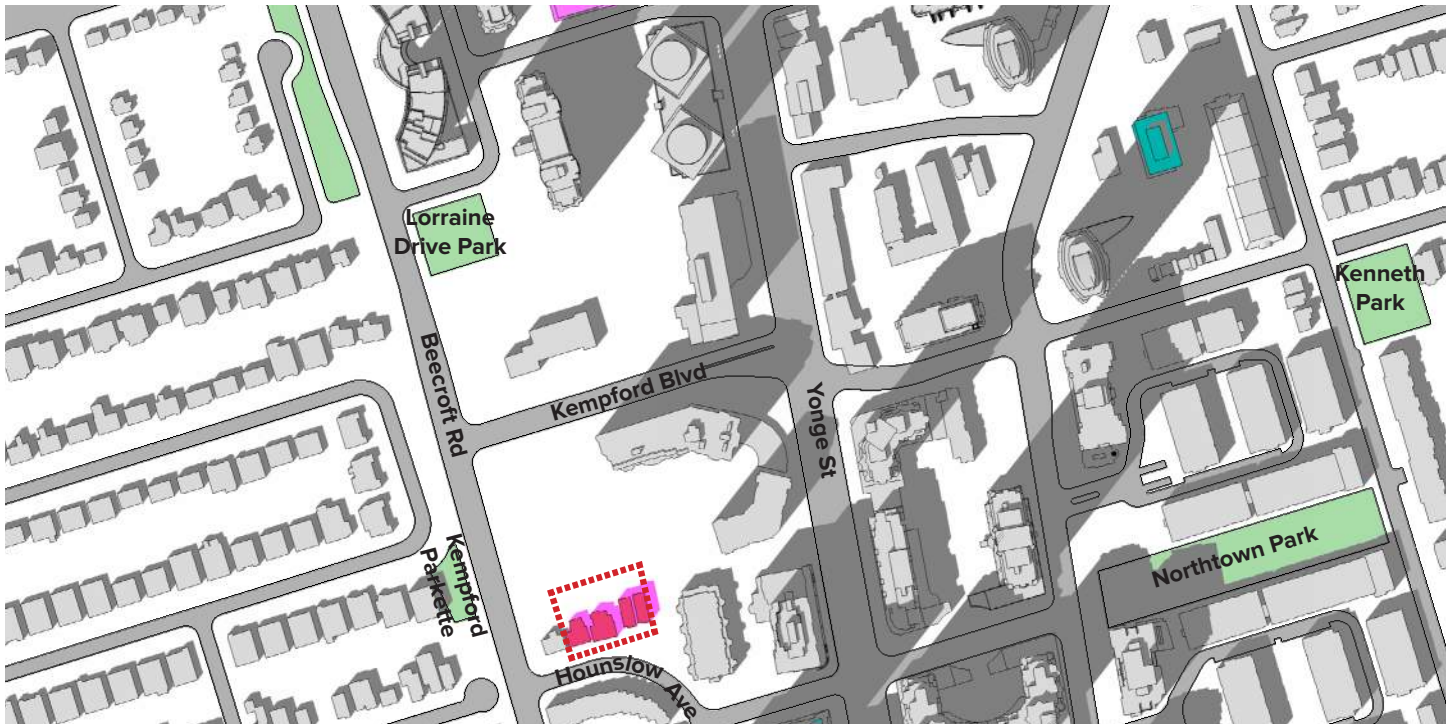 Lorraine
Drive Park
Kenneth
Park
Beecroft Rd
Kempford Blvd
Yonge St
Kempford
Parkette
Northtown Park
Hounslow Ave